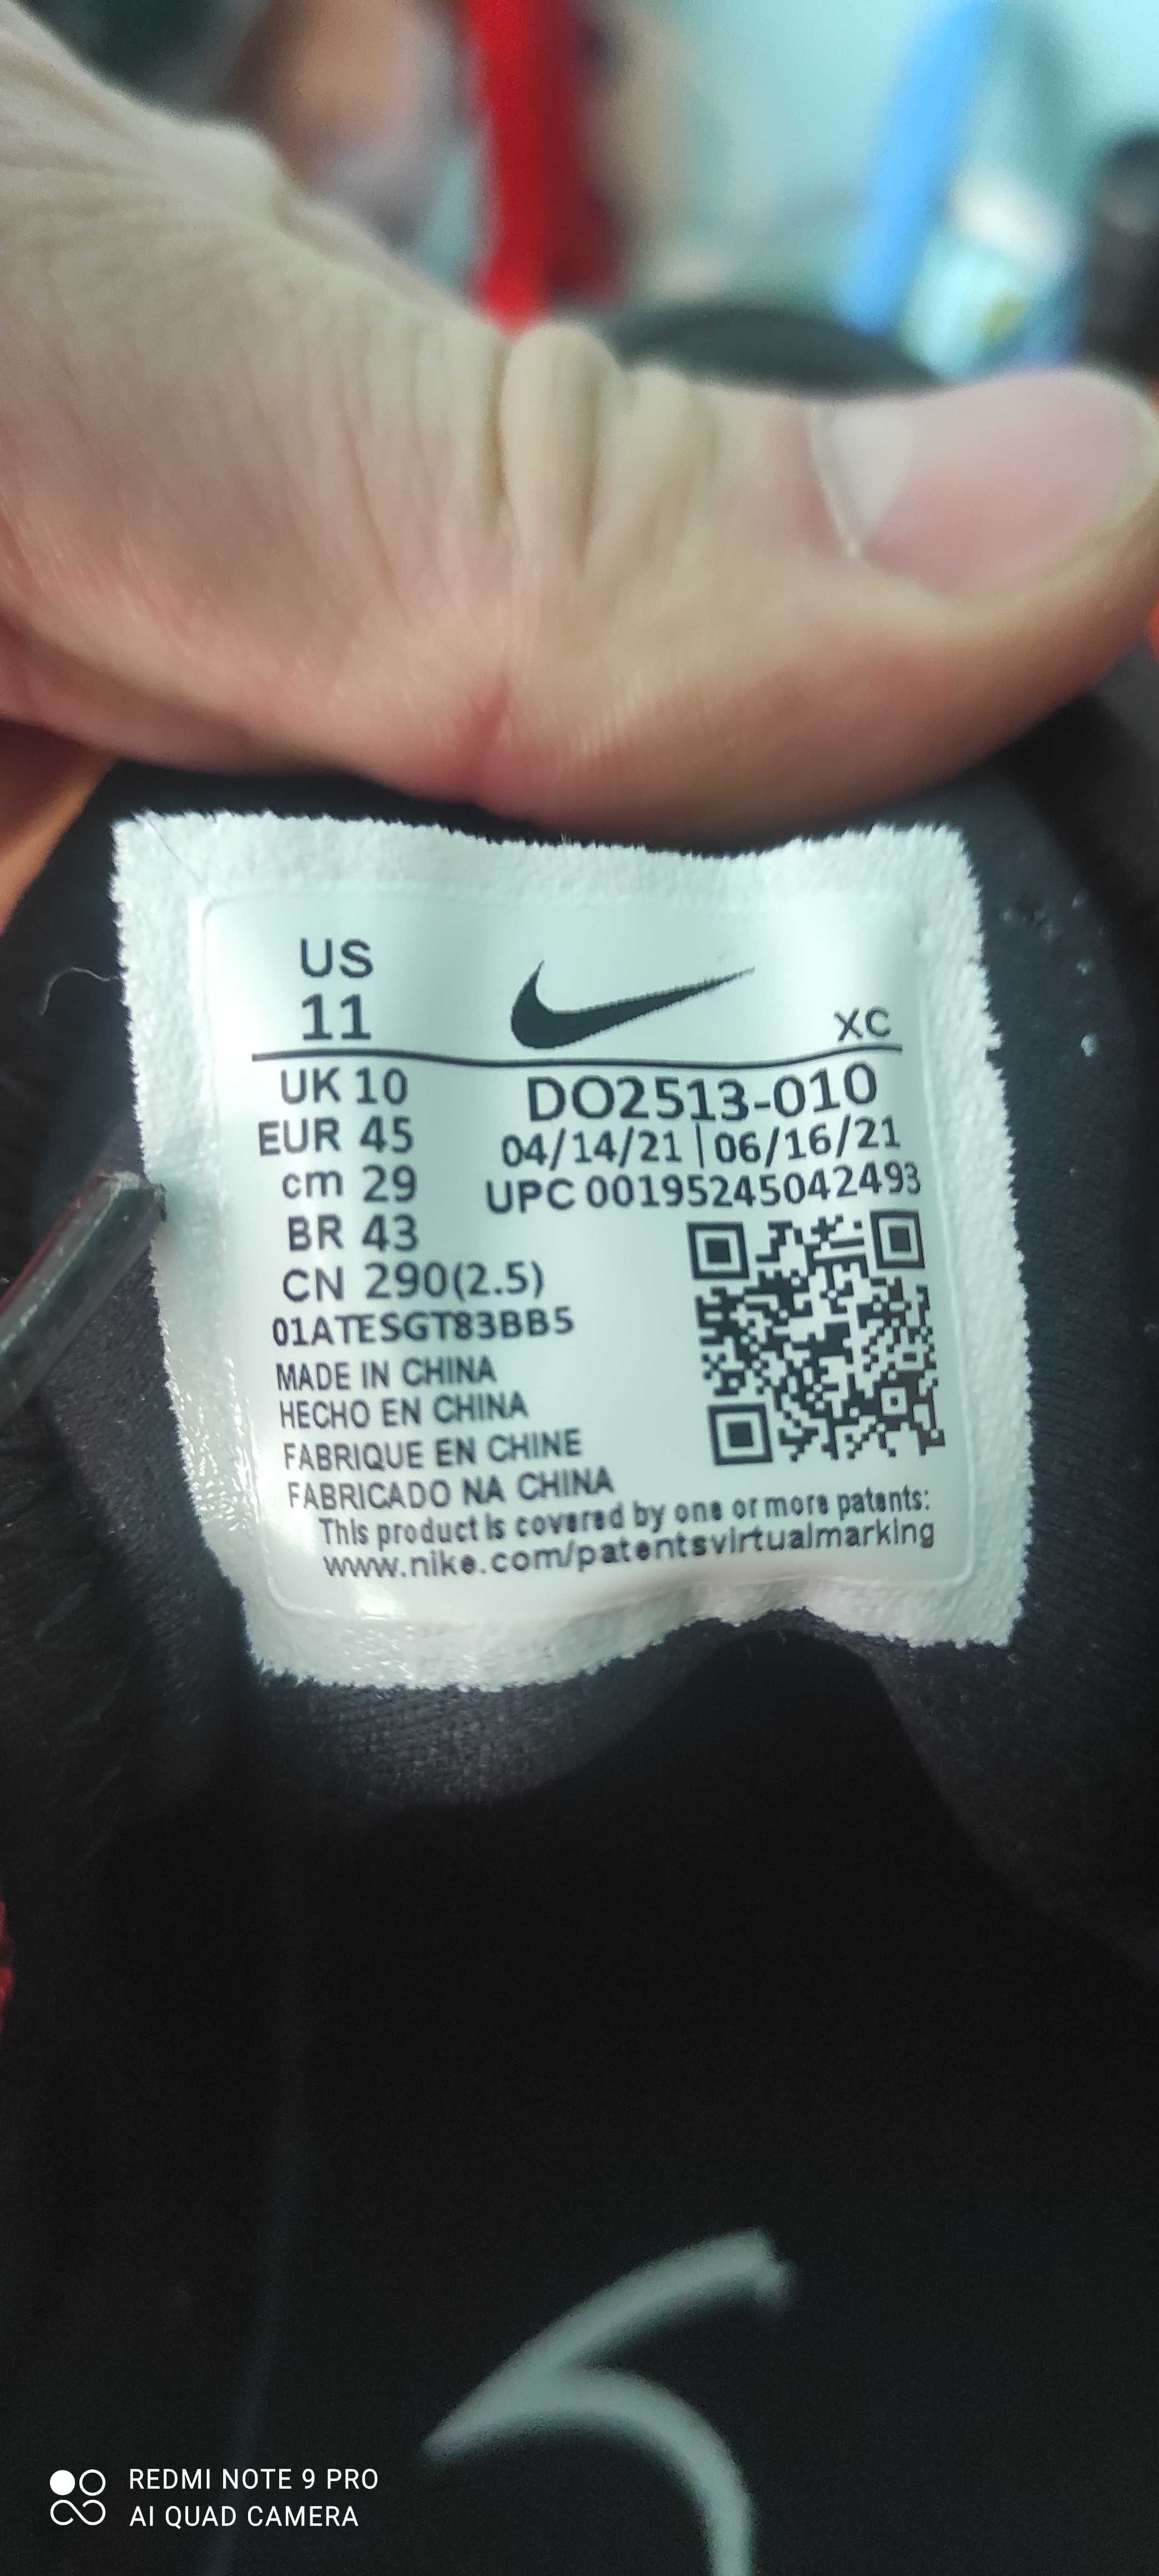 US
11
XC
UK 10
DO2513-010
EUR 45
04/14/21 | 06/16/21
cm 29
UPC 00195245042493
BR 43
CN 290(2.5)
01ATESGT83BB5
MADE IN CHINA
HECHO EN CHINA
FABRIQUE EN CHINE
FABRICADO NA CHINA
This product is covered by one or more patents:
www.nike.com/patentsvirtualmarking
REDMI NOTE 9 PRO
AI QUAD CAMERA